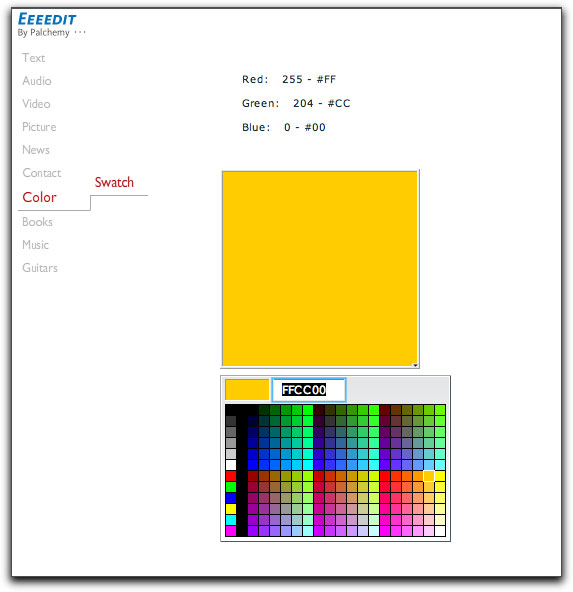 EEEEDIT
By Palchemy ···
Text
Audio
Video
Picture
News
Contact
Color
Swatch
Books
Music
Guitars
Red: 255 - #FF
Green: 204 - #CC
Blue: 0 - #00
FFCC00